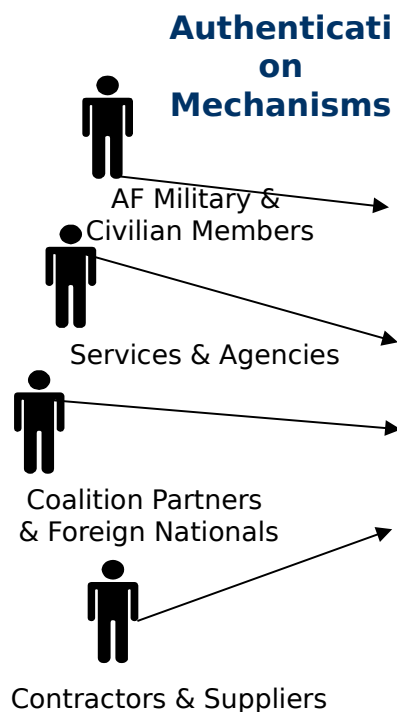 Authenticati
on
Mechanisms
AF Military &
Civilian Members
Services & Agencies
Coalition Partners
& Foreign Nationals
Contractors & Suppliers